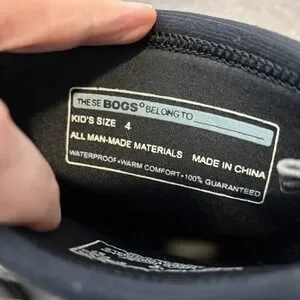 THESE BOGS® BELONG TO
KID'S SIZE 4
ALL MAN-MADE MATERIALS MADE IN CHINA
WATERPROOF•WARM COMFORT•100% GUARANTEED